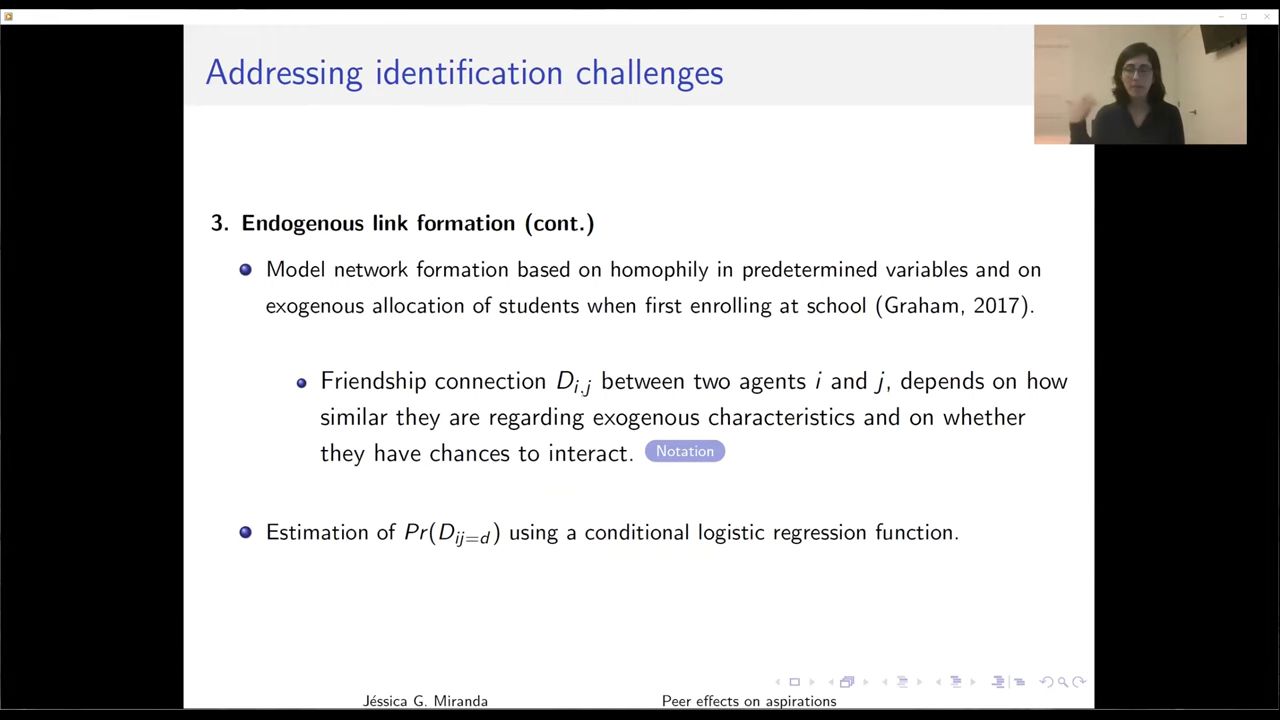 Addressing identification challenges
3. Endogenous link formation (cont.)
Model network formation based on homophily in predetermined variables and on
exogenous allocation of students when first enrolling at school (Graham, 2017).
Friendship connection D_{i,j} between two agents i and j, depends on how
similar they are regarding exogenous characteristics and on whether
they have chances to interact. Notation
Estimation of Pr(D_{ij=d}) using a conditional logistic regression function.
Jéssica G. Miranda Peer effects on aspirations